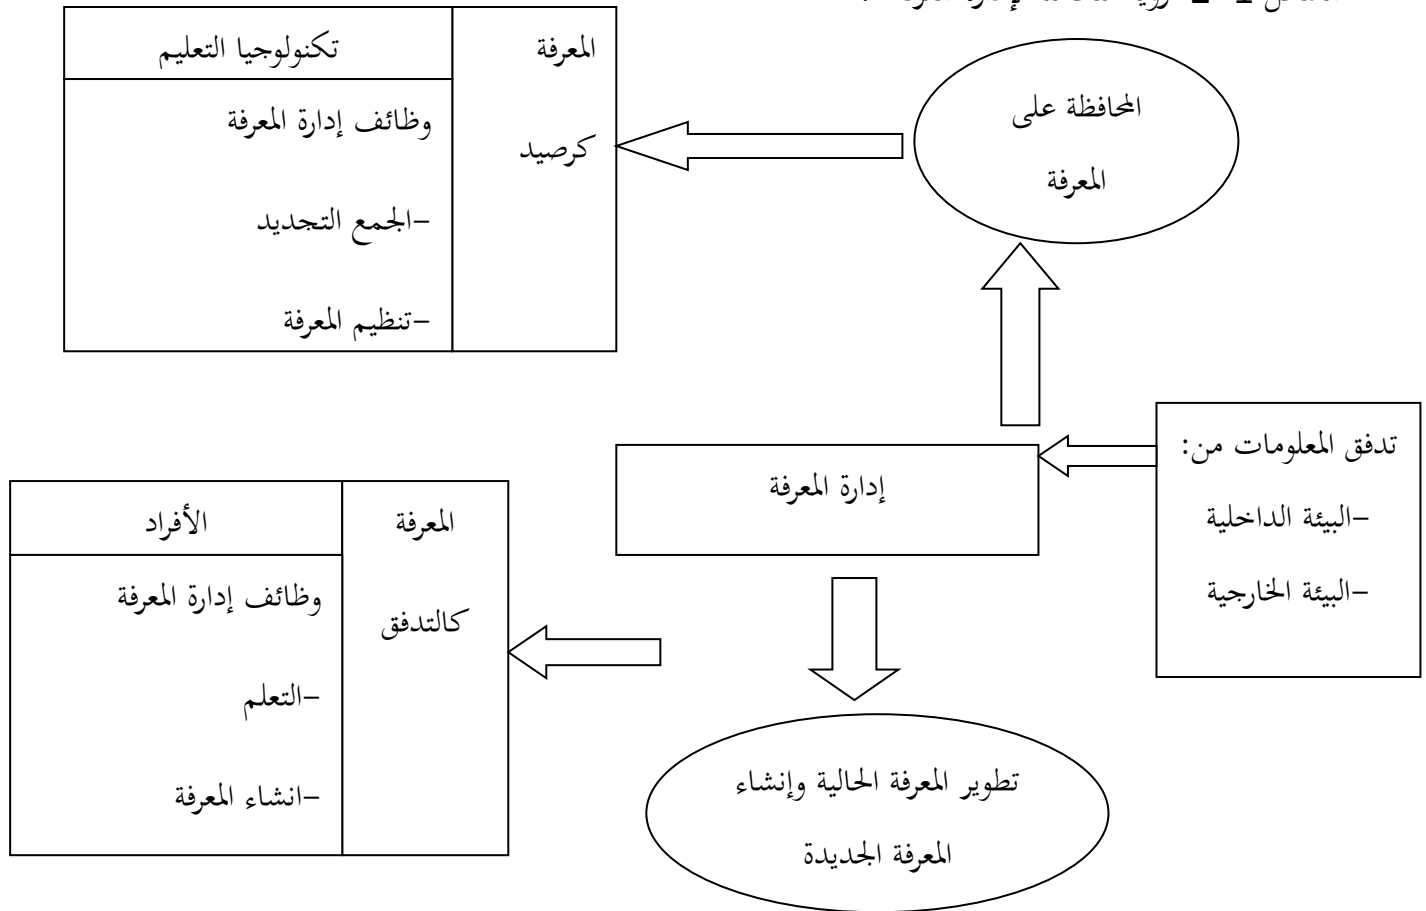 المحافظة على
المعرفة
المعرفة
كرصيد
تكنولوجيا التعليم
وظائف إدارة المعرفة
-الجمع التجديد
-تنظيم المعرفة
تدفق المعلومات من:
-البيئة الداخلية
-البيئة الخارجية
إدارة المعرفة
المعرفة
كالتدفق
الأفراد
وظائف إدارة المعرفة
-التعلم
-انشاء المعرفة
تطوير المعرفة الحالية وإنشاء
المعرفة الجديدة